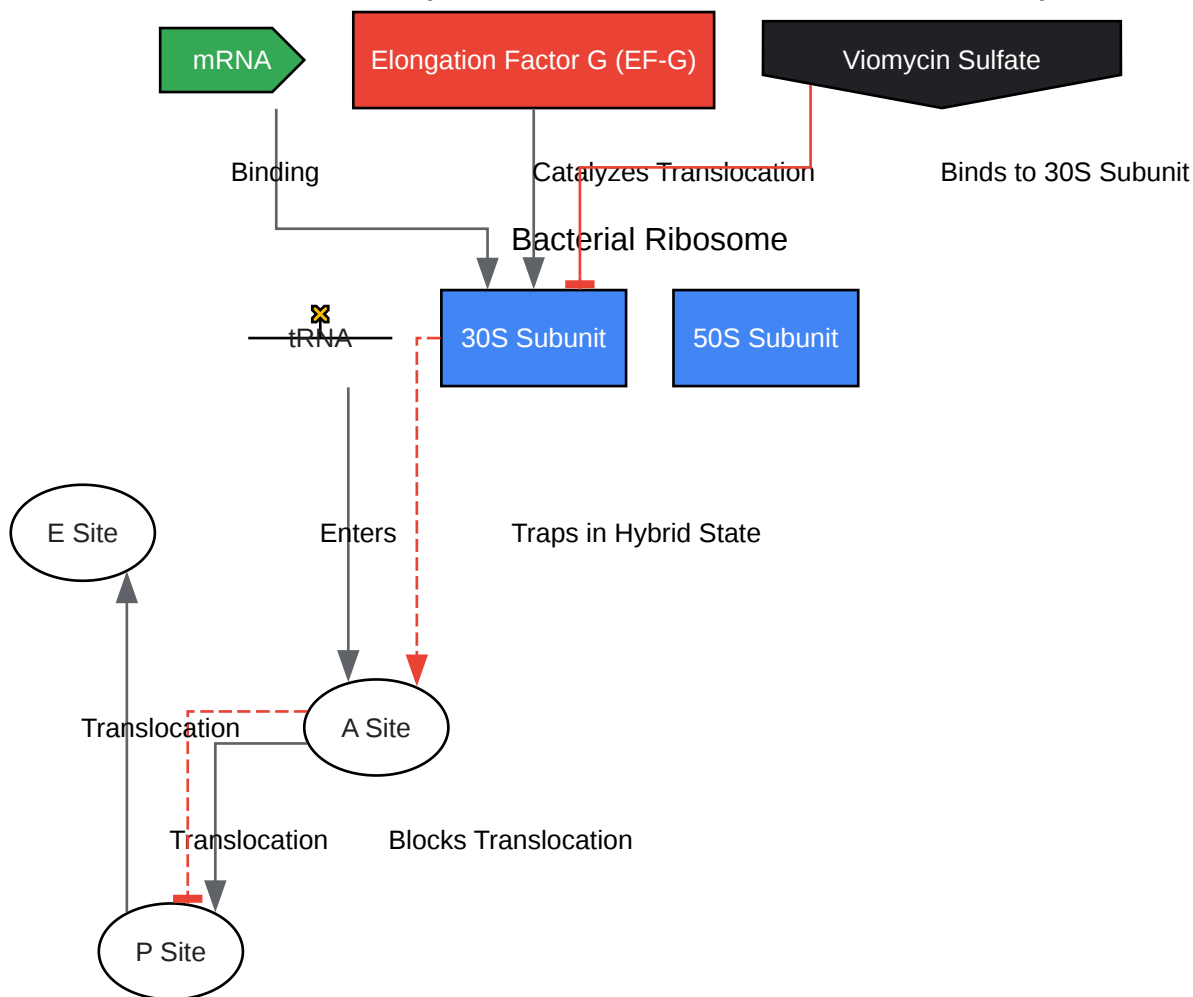 mRNA
Elongation Factor G (EF-G)
Viomycin Sulfate
Binding
Catalyzes Translocation
Binds to 30S Subunit
Bacterial Ribosome
tRNA
30S Subunit
50S Subunit
E Site
Enters
Traps in Hybrid State
Translocation
A Site
Translocation
Blocks Translocation
P Site